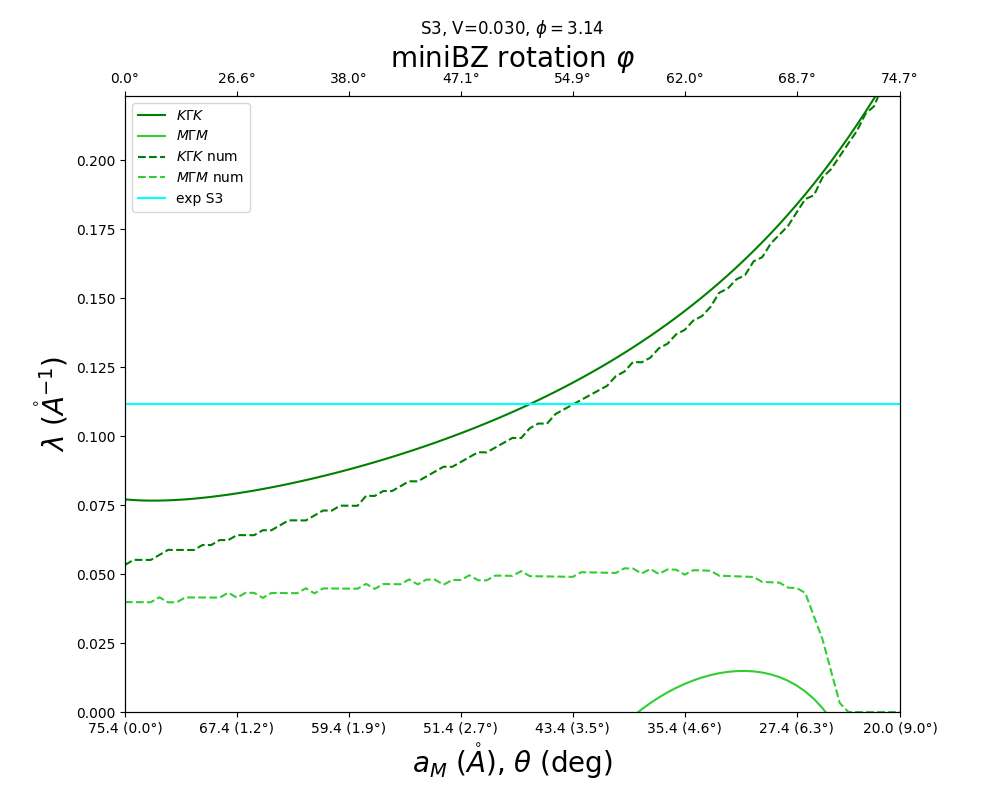 S3, V=0.030, ϕ = 3.14
miniBZ rotation φ
0.0° 26.6° 38.0° 47.1° 54.9° 62.0° 68.7° 74.7°
KΓK
MΓM
KΓK num
MΓM num
exp S3
0.200
0.175
0.150
0.125
0.100
0.075
0.050
0.025
0.000
λ (Å⁻¹)
75.4 (0.0°) 67.4 (1.2°) 59.4 (1.9°) 51.4 (2.7°) 43.4 (3.5°) 35.4 (4.6°) 27.4 (6.3°) 20.0 (9.0°)
a_M (Å), θ (deg)